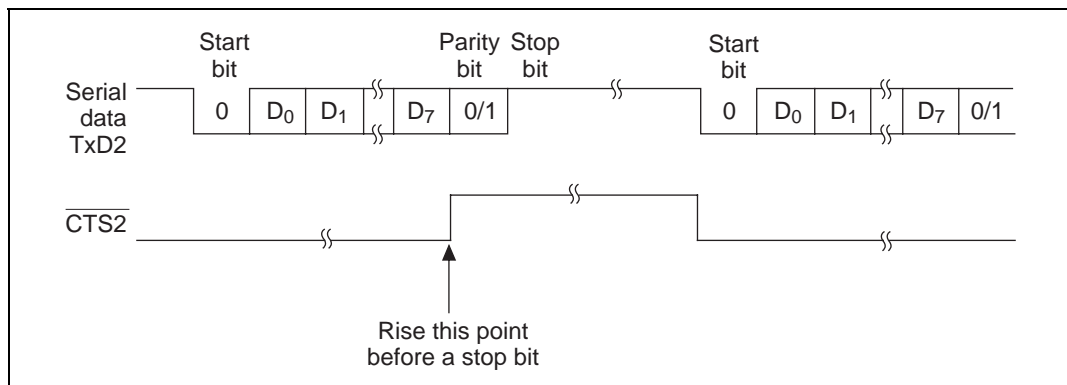 Start
bit
Parity
bit
Stop
bit
Start
bit
Serial
data
TxD2
0 D0 D1 D7 0/1 0 D0 D1 D7 0/1
CTS2
Rise this point
before a stop bit